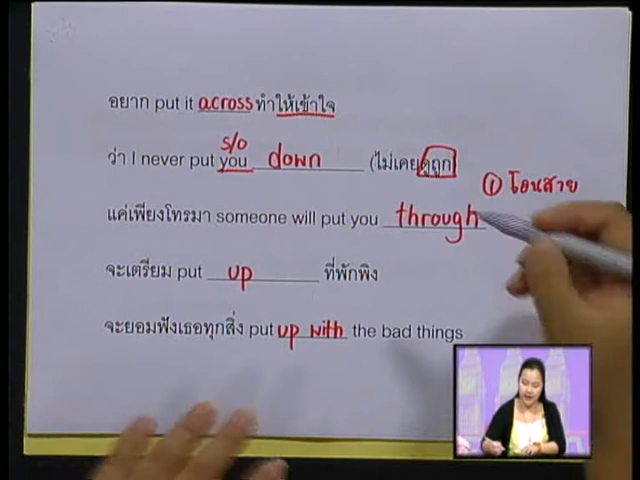 อยาก put it across ทำให้เข้าใจ
s/o
ว่า I never put you down (ไม่เคยดูถูก)
① โอนสาย
แค่เพียงโทรมา someone will put you through
จะเตรียม put up ที่พักพิง
จะยอมฟังเธอทุกสิ่ง put up with the bad things